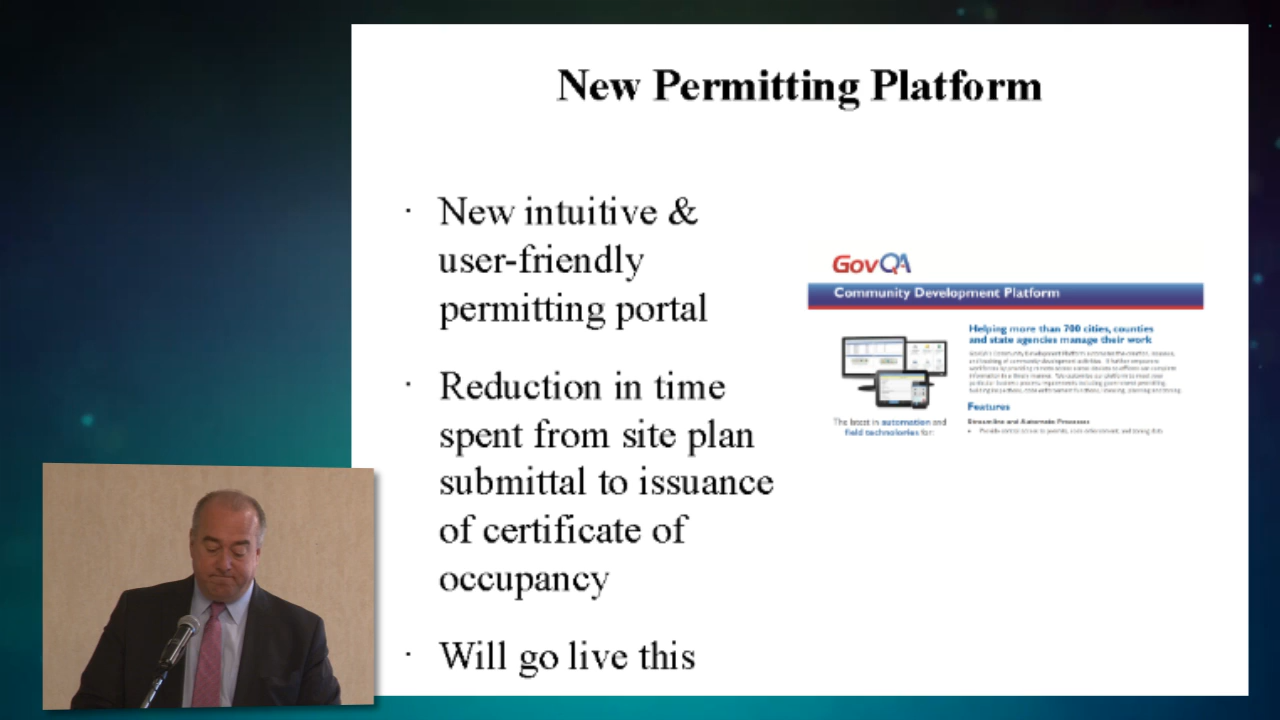 New Permitting Platform
· New intuitive &
user-friendly
permitting portal
· Reduction in time
spent from site plan
submittal to issuance
of certificate of
occupancy
· Will go live this
GovQA
Community Development Platform
Helping more than 700 cities, counties
and state agencies manage their work
Features
Streamline and Automatic Processes
The latest in automation and
field technologies for: